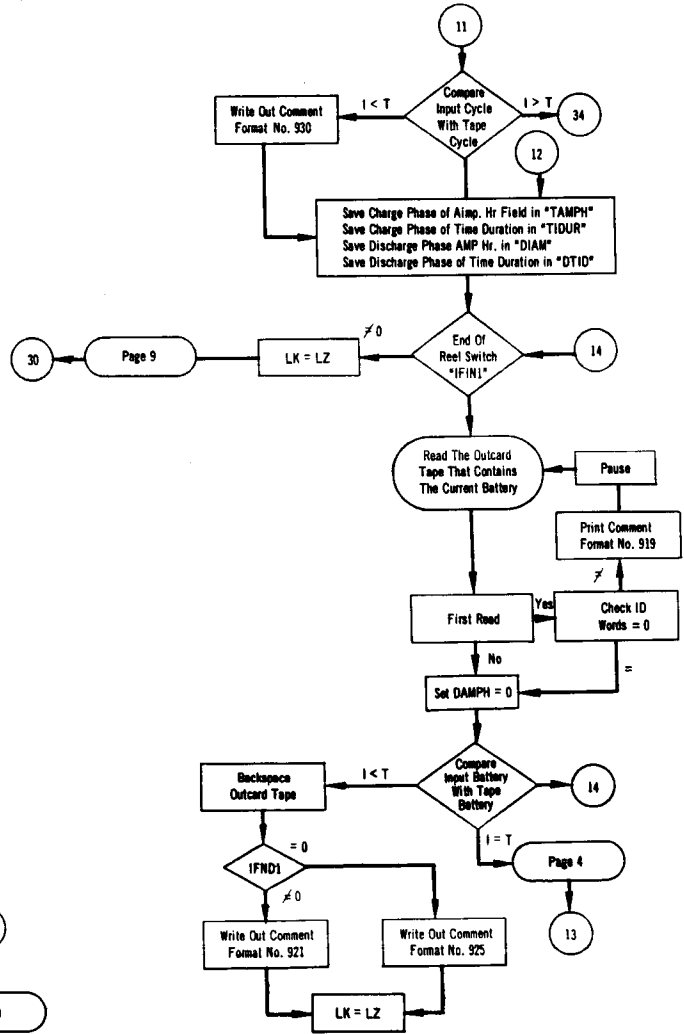 11
Compare
Input Cycle
With Tape
Cycle
I < T
I > T
34
Write Out Comment
Format No. 930
12
Save Charge Phase of Aimp. Hr Field in "TAMPH"
Save Charge Phase of Time Duration in "TIDUR"
Save Discharge Phase AMP Hr. in "DIAM"
Save Discharge Phase of Time Duration in "DTID"
End Of
Reel Switch
"IFIN1"
14
≠0
LK = LZ
Page 9
30
Read The Outcard
Tape That Contains
The Current Battery
Pause
Print Comment
Format No. 919
≠
First Read
Yes
Check ID
Words = 0
No
=
Set DAMPH = 0
Compare
Input Battery
With Tape
Battery
I < T
14
Backspace
Outcard Tape
I = T
Page 4
13
IFND1
= 0
≠0
Write Out Comment
Format No. 921
Write Out Comment
Format No. 925
LK = LZ